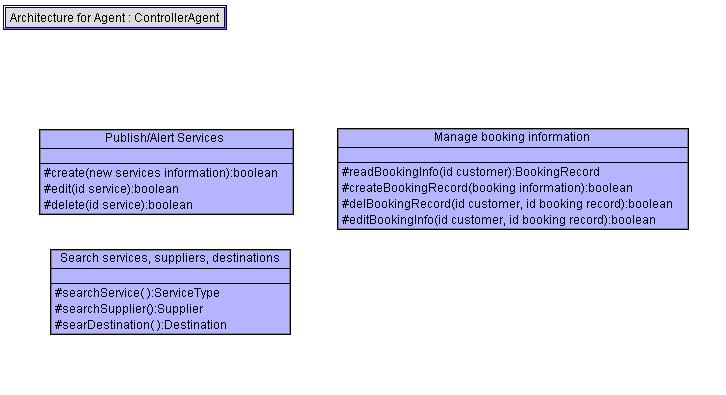 Architecture for Agent : ControllerAgent
Publish/Alert Services
#create(new services information):boolean
#edit(id service):boolean
#delete(id service):boolean
Manage booking information
#readBookingInfo(id customer):BookingRecord
#createBookingRecord(booking information):boolean
#delBookingRecord(id customer, id booking record):boolean
#editBookingInfo(id customer, id booking record):boolean
Search services, suppliers, destinations
#searchService( ):ServiceType
#searchSupplier():Supplier
#searDestination( ):Destination